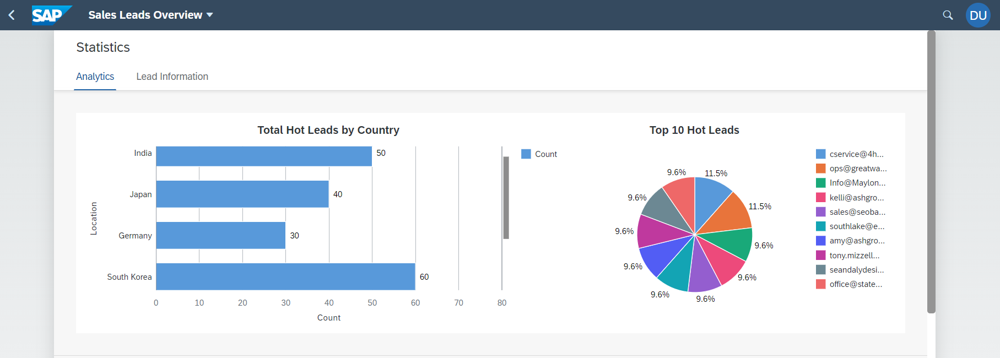 SAP Sales Leads Overview DU
Statistics
Analytics Lead Information
Total Hot Leads by Country
India 50
Japan 40
Germany 30
South Korea 60
Location
0 10 20 30 40 50 60 70 80
Count
Count
Top 10 Hot Leads
9.6% 11.5%
9.6% 11.5%
9.6% 9.6%
9.6% 9.6%
9.6% 9.6%
cservice@4h...
ops@greatwa...
Info@Maylon...
kelli@ashgro...
sales@seoba...
southlake@e...
amy@ashgro...
tony.mizzell...
seandalydesi...
office@state...